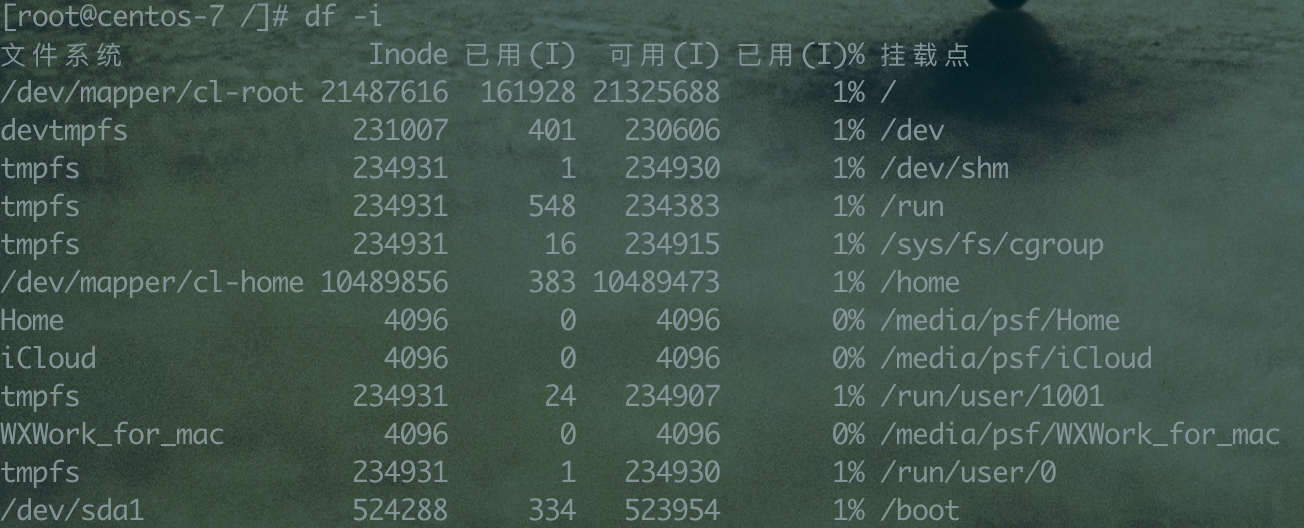 [root@centos-7 /]# df -i
文件系统 Inode 已用(I) 可用(I) 已用(I)% 挂载点
/dev/mapper/cl-root 21487616 161928 21325688 1% /
devtmpfs 231007 401 230606 1% /dev
tmpfs 234931 1 234930 1% /dev/shm
tmpfs 234931 548 234383 1% /run
tmpfs 234931 16 234915 1% /sys/fs/cgroup
/dev/mapper/cl-home 10489856 383 10489473 1% /home
Home 4096 0 4096 0% /media/psf/Home
iCloud 4096 0 4096 0% /media/psf/iCloud
tmpfs 234931 24 234907 1% /run/user/1001
WXWork_for_mac 4096 0 4096 0% /media/psf/WXWork_for_mac
tmpfs 234931 1 234930 1% /run/user/0
/dev/sda1 524288 334 523954 1% /boot